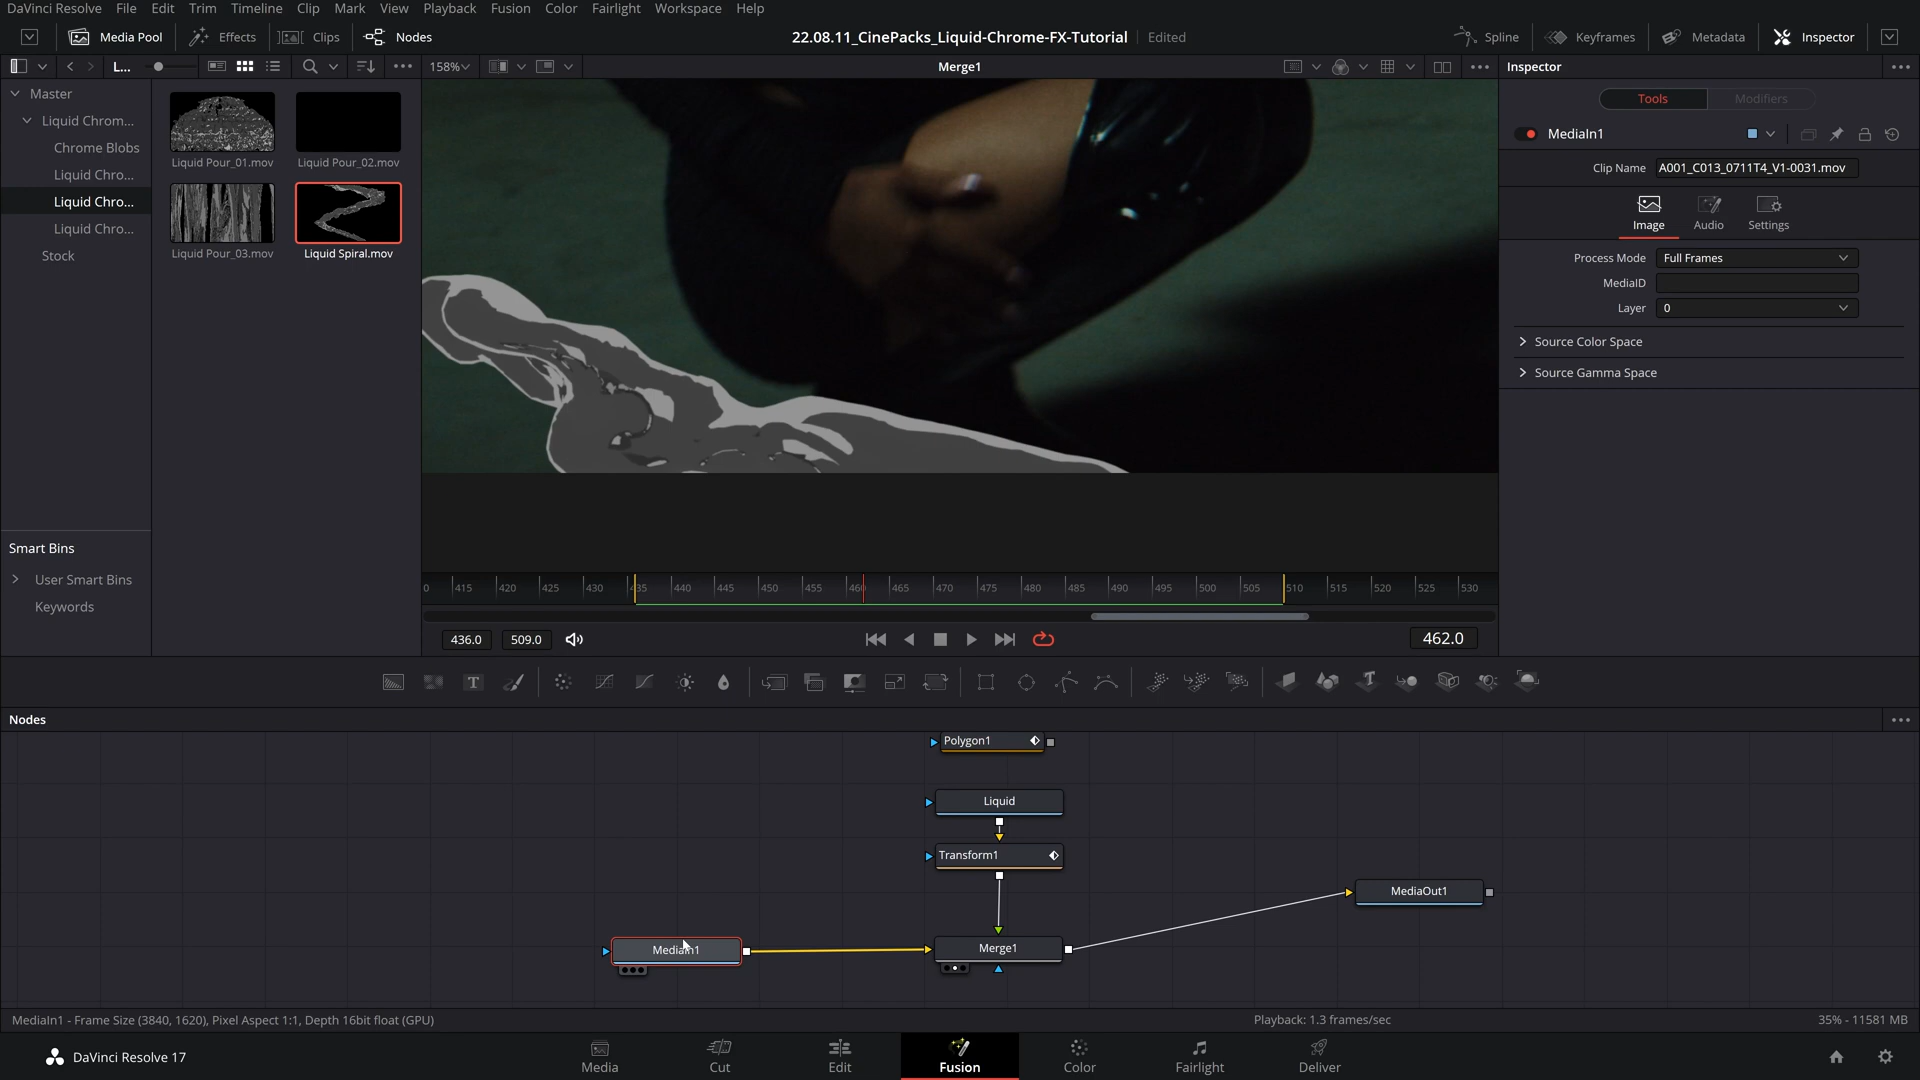 DaVinci Resolve File Edit Trim Timeline Clip Mark View Playback Fusion Color Fairlight Workspace Help
Media Pool Effects Clips Nodes 22.08.11_CinePacks_Liquid-Chrome-FX-Tutorial Edited Spline Keyframes Metadata Inspector
L... 158% Merge1 Inspector
Master
Liquid Chrom...
Chrome Blobs
Liquid Chro...
Liquid Chro...
Liquid Chro...
Stock
Liquid Pour_01.mov Liquid Pour_02.mov
Liquid Pour_03.mov Liquid Spiral.mov
Tools Modifiers
MediaIn1
Clip Name A001_C013_0711T4_V1-0031.mov
Image Audio Settings
Process Mode Full Frames
MediaID
Layer 0
Source Color Space
Source Gamma Space
Smart Bins
User Smart Bins
Keywords
0 415 420 425 430 435 440 445 450 455 460 465 470 475 480 485 490 495 500 505 510 515 520 525 530
436.0 509.0 462.0
Nodes
Polygon1
Liquid
Transform1
MediaOut1
MediaIn1 Merge1
MediaIn1 - Frame Size (3840, 1620), Pixel Aspect 1:1, Depth 16bit float (GPU) Playback: 1.3 frames/sec 35% - 11581 MB
DaVinci Resolve 17 Media Cut Edit Fusion Color Fairlight Deliver